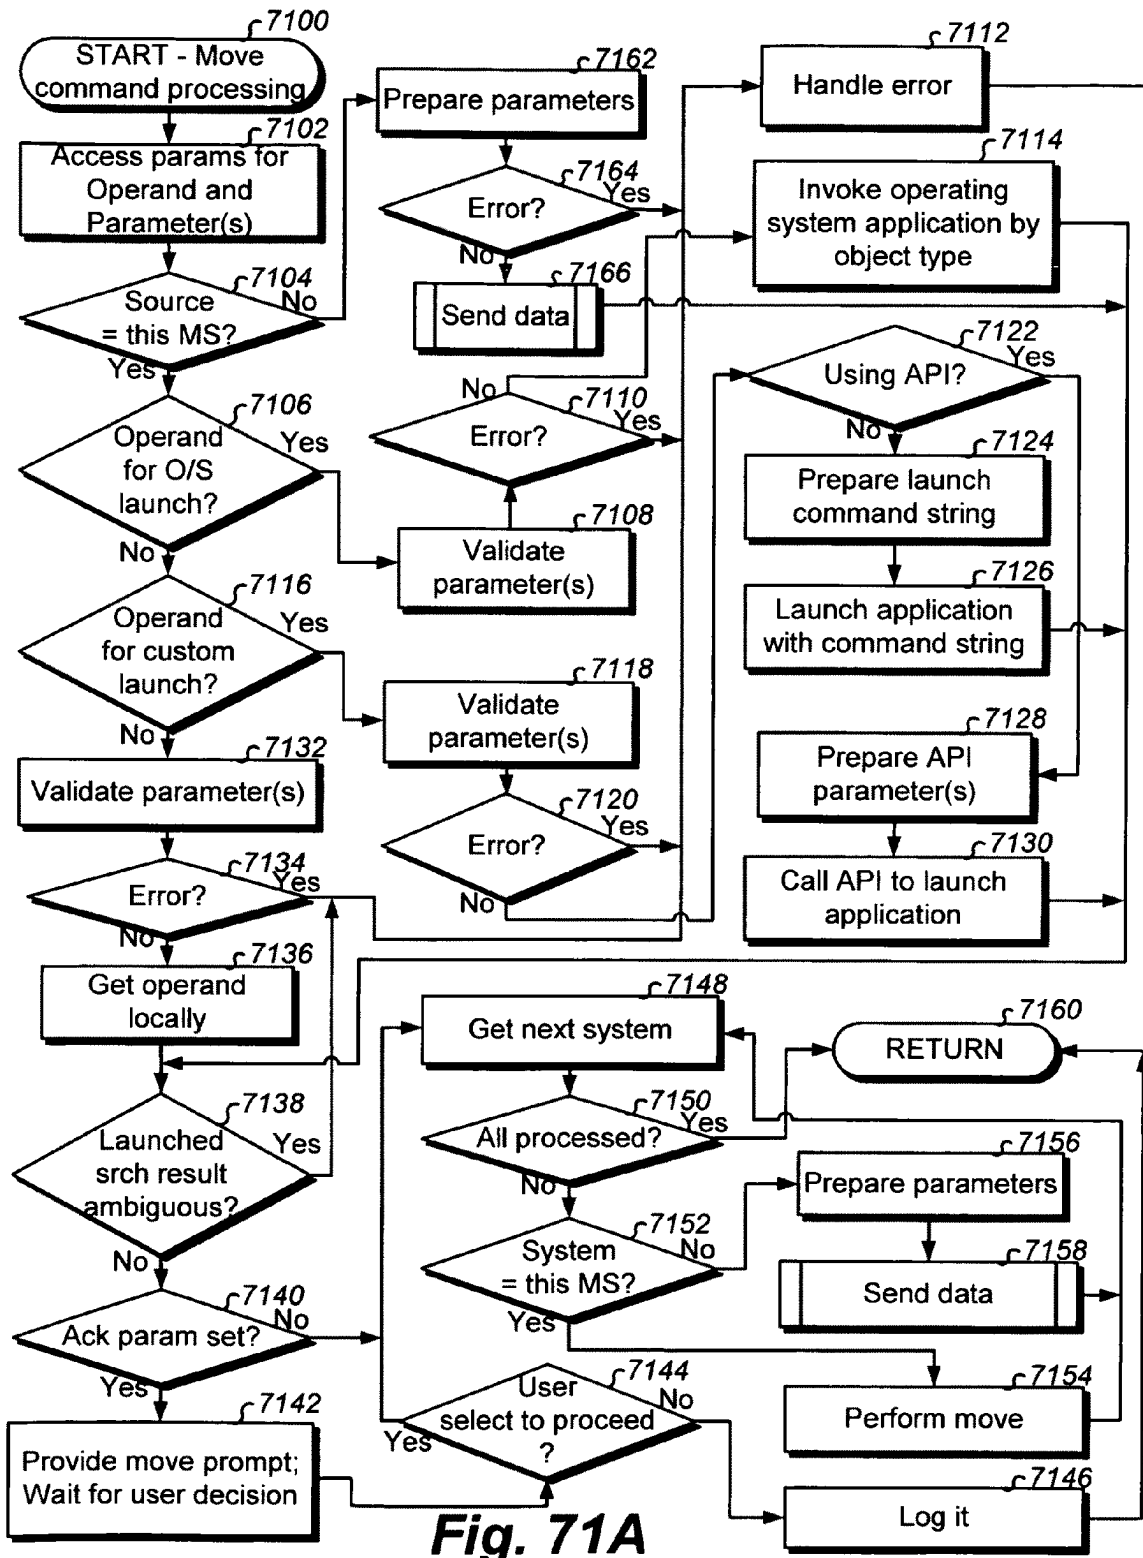 7100
START - Move
command processing
7102
Access params for
Operand and
Parameter(s)
7104
Source
= this MS?
No
Yes
7106
Operand
for O/S
launch?
Yes
No
7116
Operand
for custom
launch?
Yes
No
7132
Validate parameter(s)
7134
Error?
Yes
No
7136
Get operand
locally
7138
Launched
srch result
ambiguous?
Yes
No
7140
Ack param set?
No
Yes
7142
Provide move prompt;
Wait for user decision
7162
Prepare parameters
7164
Error?
Yes
No
7166
Send data
No
7110
Error?
Yes
7108
Validate
parameter(s)
7118
Validate
parameter(s)
7120
Error?
Yes
No
7112
Handle error
7114
Invoke operating
system application by
object type
7122
Using API?
Yes
No
7124
Prepare launch
command string
7126
Launch application
with command string
7128
Prepare API
parameter(s)
7130
Call API to launch
application
7148
Get next system
7150
All processed?
Yes
No
7152
System
= this MS?
No
Yes
7144
User
select to proceed
?
No
Yes
7160
RETURN
7156
Prepare parameters
7158
Send data
7154
Perform move
7146
Log it
Fig. 71A